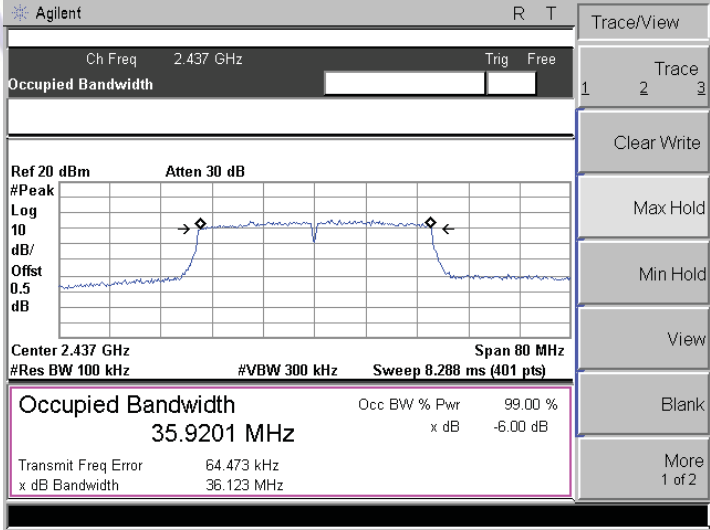 Agilent R T
Ch Freq 2.437 GHz Trig Free
Occupied Bandwidth
Ref 20 dBm Atten 30 dB
#Peak
Log
10
dB/
Offst
0.5
dB
Center 2.437 GHz Span 80 MHz
#Res BW 100 kHz #VBW 300 kHz Sweep 8.288 ms (401 pts)
Occupied Bandwidth Occ BW % Pwr 99.00 %
35.9201 MHz x dB -6.00 dB
Transmit Freq Error 64.473 kHz
x dB Bandwidth 36.123 MHz
Trace/View
Trace
1 2 3
Clear Write
Max Hold
Min Hold
View
Blank
More
1 of 2